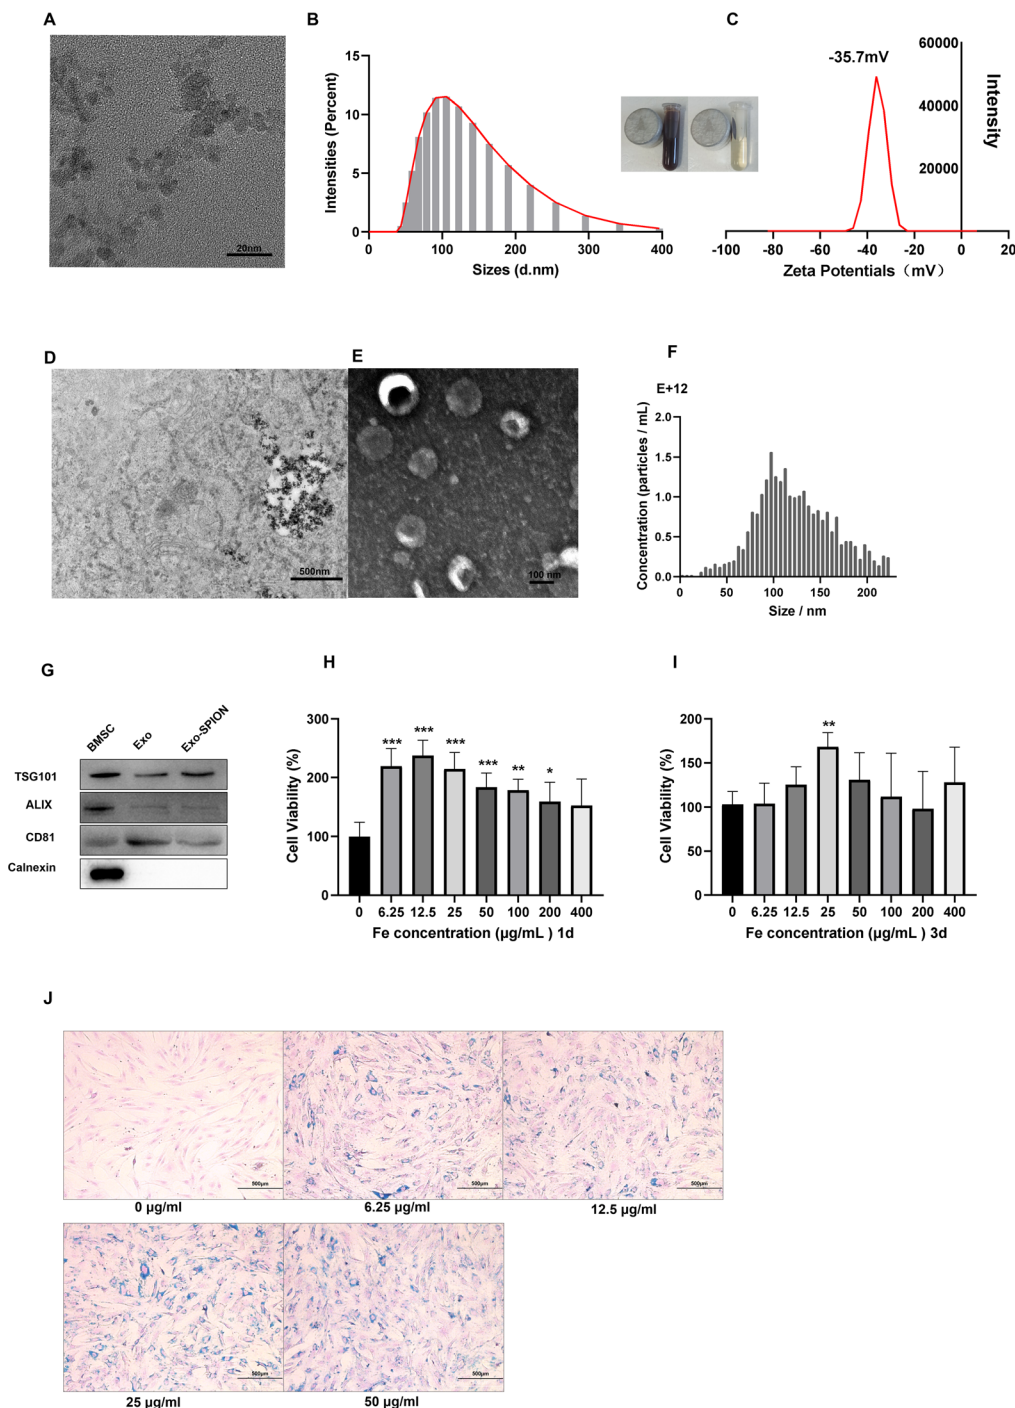 A
20nm
B
15
10
5
0
Intensities (Percent)
0 100 200 300 400
Sizes (d.nm)
C
-35.7mV
60000
40000
20000
Intensity
-100 -80 -60 -40 -20 0 20
Zeta Potentials（mV）
D
500nm
E
100 nm
F
E+12
2.0
1.5
1.0
0.5
0.0
Concentration (particles / mL)
0 50 100 150 200
Size / nm
G
BMSC Exo Exo-SPION
TSG101
ALIX
CD81
Calnexin
H
300
200
100
0
Cell Viability (%)
*** *** *** *** ** *
0 6.25 12.5 25 50 100 200 400
Fe concentration (μg/mL ) 1d
I
200
150
100
50
0
Cell Viability (%)
**
0 6.25 12.5 25 50 100 200 400
Fe concentration (μg/mL ) 3d
J
500μm
500μm
500μm
0 μg/ml
6.25 μg/ml
12.5 μg/ml
500μm
500μm
25 μg/ml
50 μg/ml